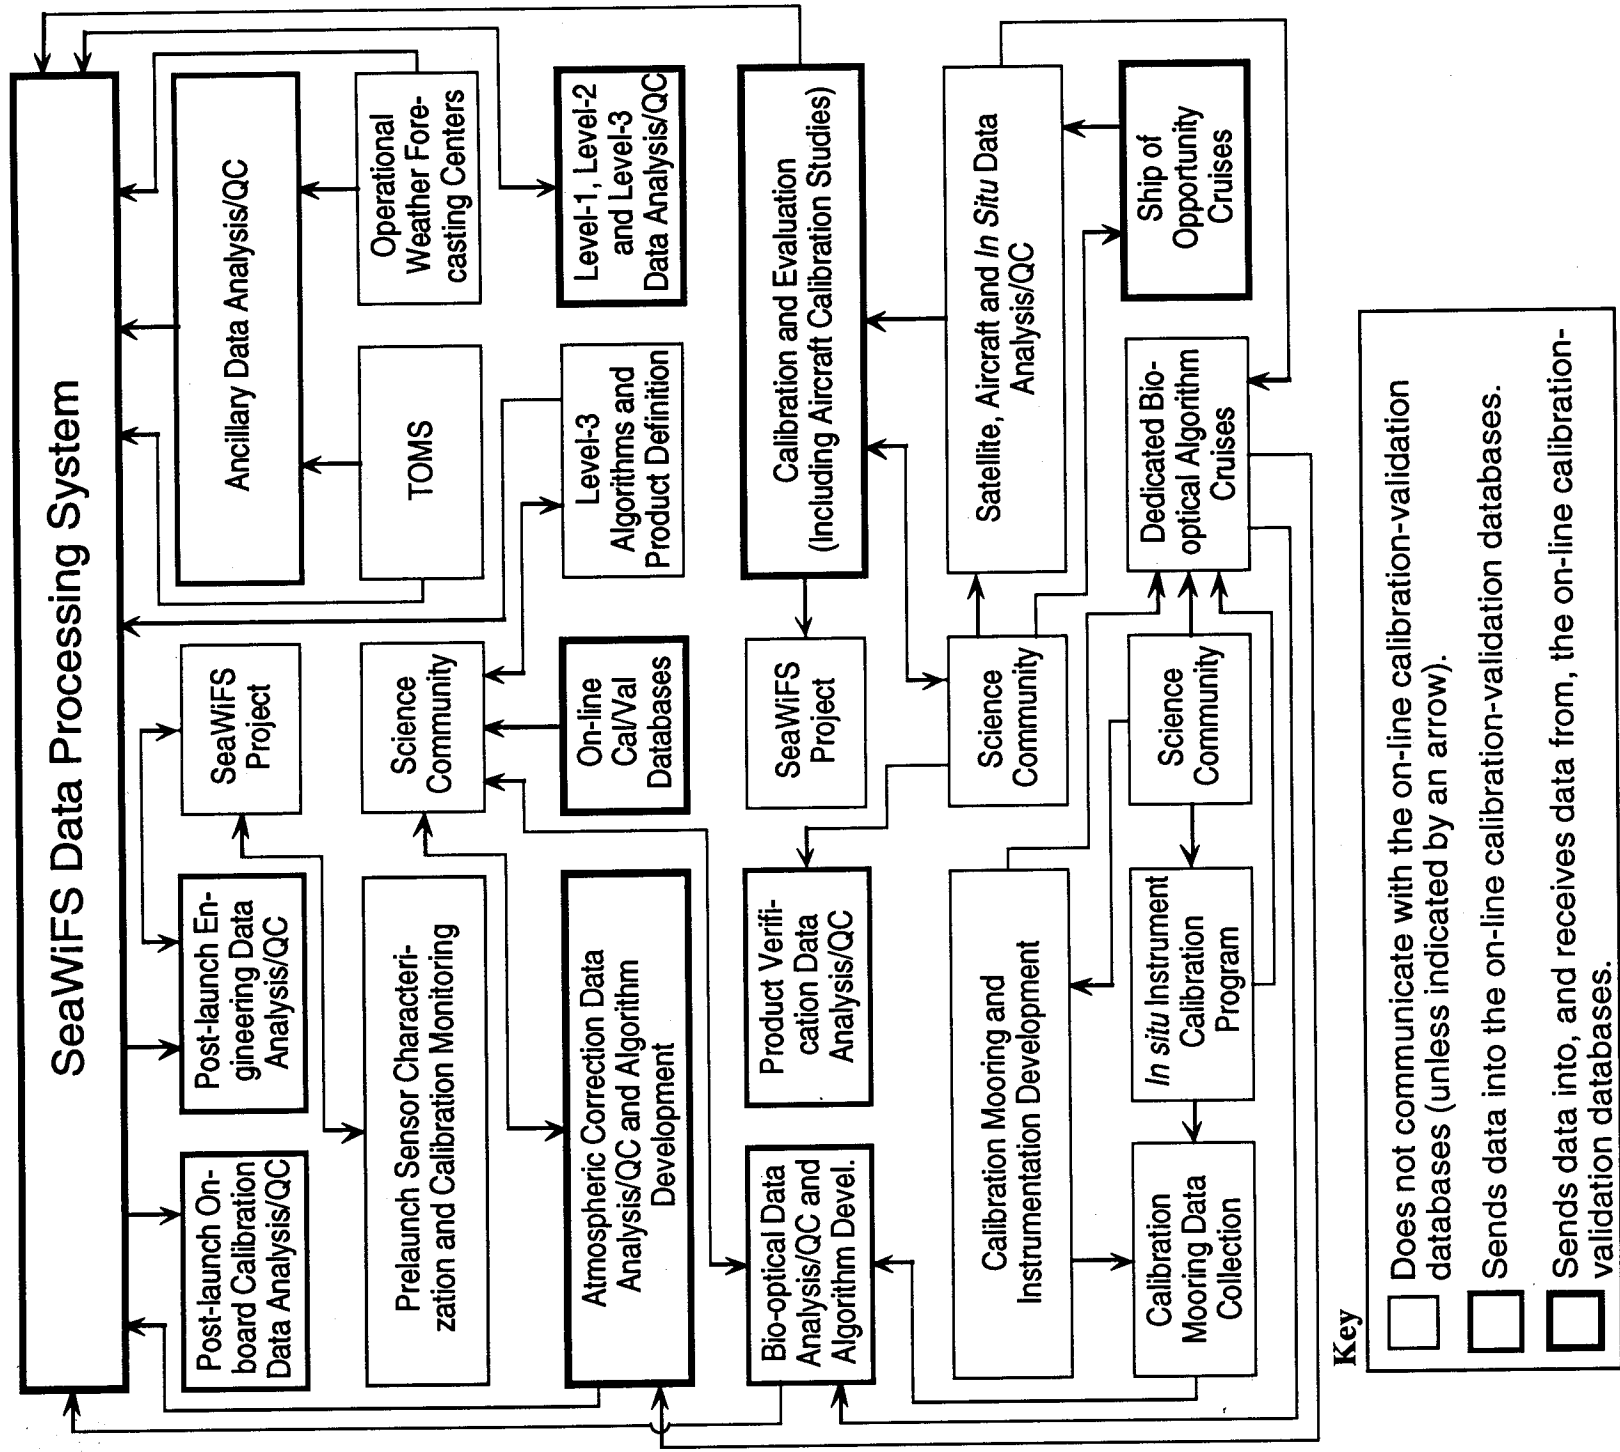 SeaWiFS Data Processing System
Post-launch On-
board Calibration
Data Analysis/QC
Post-launch En-
gineering Data
Analysis/QC
SeaWiFS
Project
Ancillary Data Analysis/QC
Prelaunch Sensor Characteri-
zation and Calibration Monitoring
Science
Community
TOMS
Operational
Weather Fore-
casting Centers
Atmospheric Correction Data
Analysis/QC and Algorithm
Development
On-line
Cal/Val
Databases
Level-3
Algorithms and
Product Definition
Level-1, Level-2
and Level-3
Data Analysis/QC
Bio-optical Data
Analysis/QC and
Algorithm Devel.
Product Verifi-
cation Data
Analysis/QC
SeaWiFS
Project
Calibration and Evaluation
(Including Aircraft Calibration Studies)
Calibration Mooring and
Instrumentation Development
Science
Community
Satellite, Aircraft and In Situ Data
Analysis/QC
Calibration
Mooring Data
Collection
In situ Instrument
Calibration
Program
Science
Community
Dedicated Bio-
optical Algorithm
Cruises
Ship of
Opportunity
Cruises
Key
Does not communicate with the on-line calibration-validation
databases (unless indicated by an arrow).
Sends data into the on-line calibration-validation databases.
Sends data into, and receives data from, the on-line calibration-
validation databases.